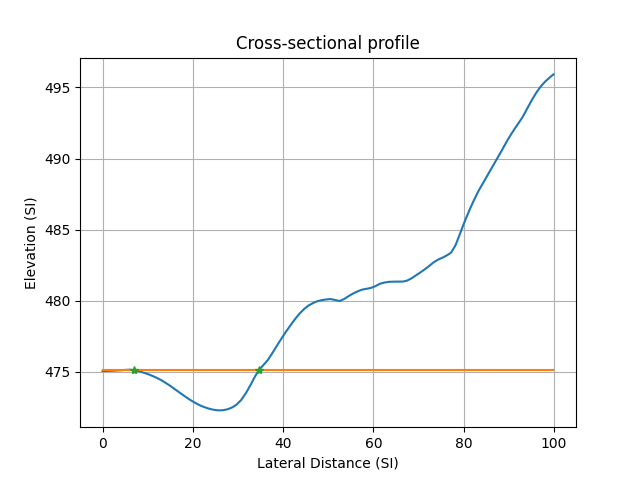 Cross-sectional profile
495
490
485
480
475
Elevation (SI)
0 20 40 60 80 100
Lateral Distance (SI)